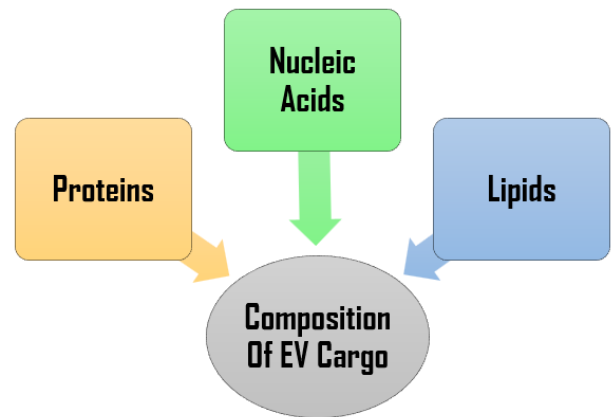 Nucleic
Acids
Proteins
Lipids
Composition
Of EV Cargo